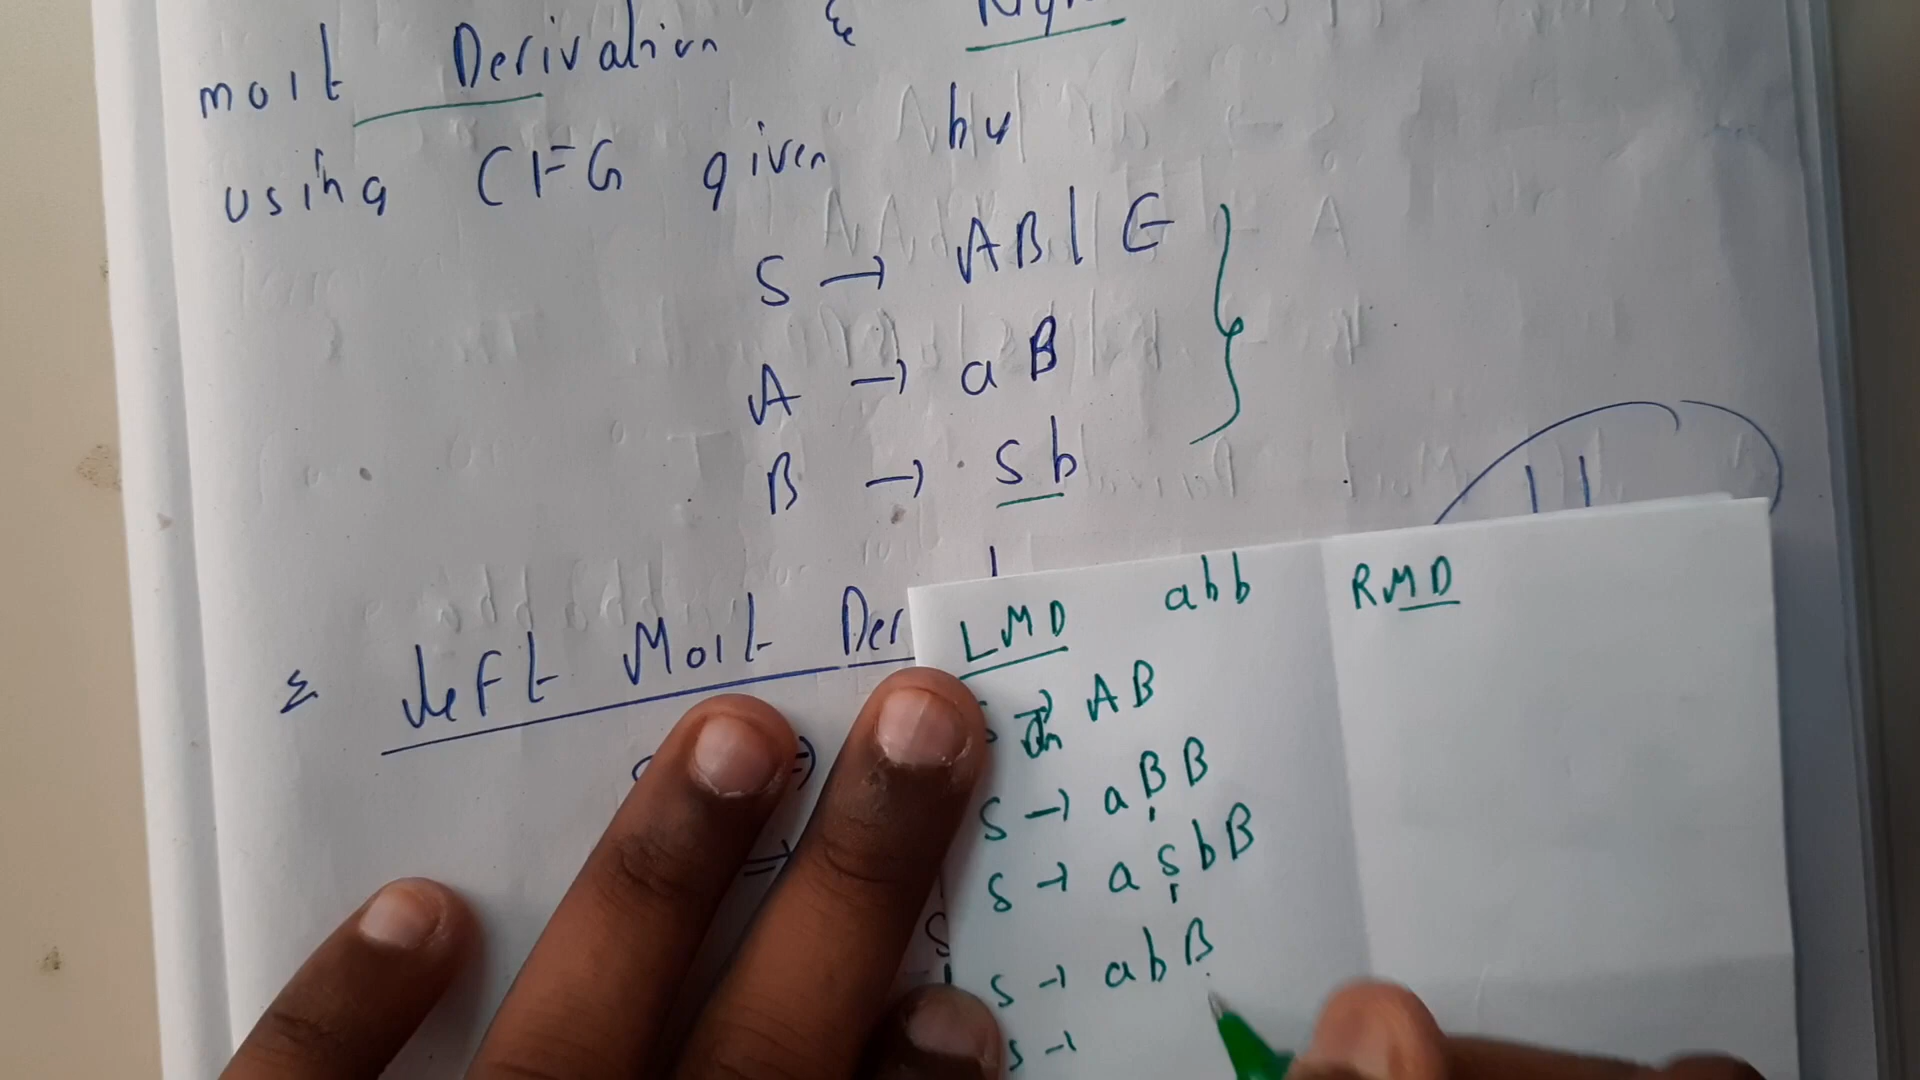 most Derivation &
using CFG given by
S → AB | ϵ
A → aB
B → Sb
Left Most Der
LMD abb RMD
S → AB
S → aBB
S → aSbB
S → abB
S →